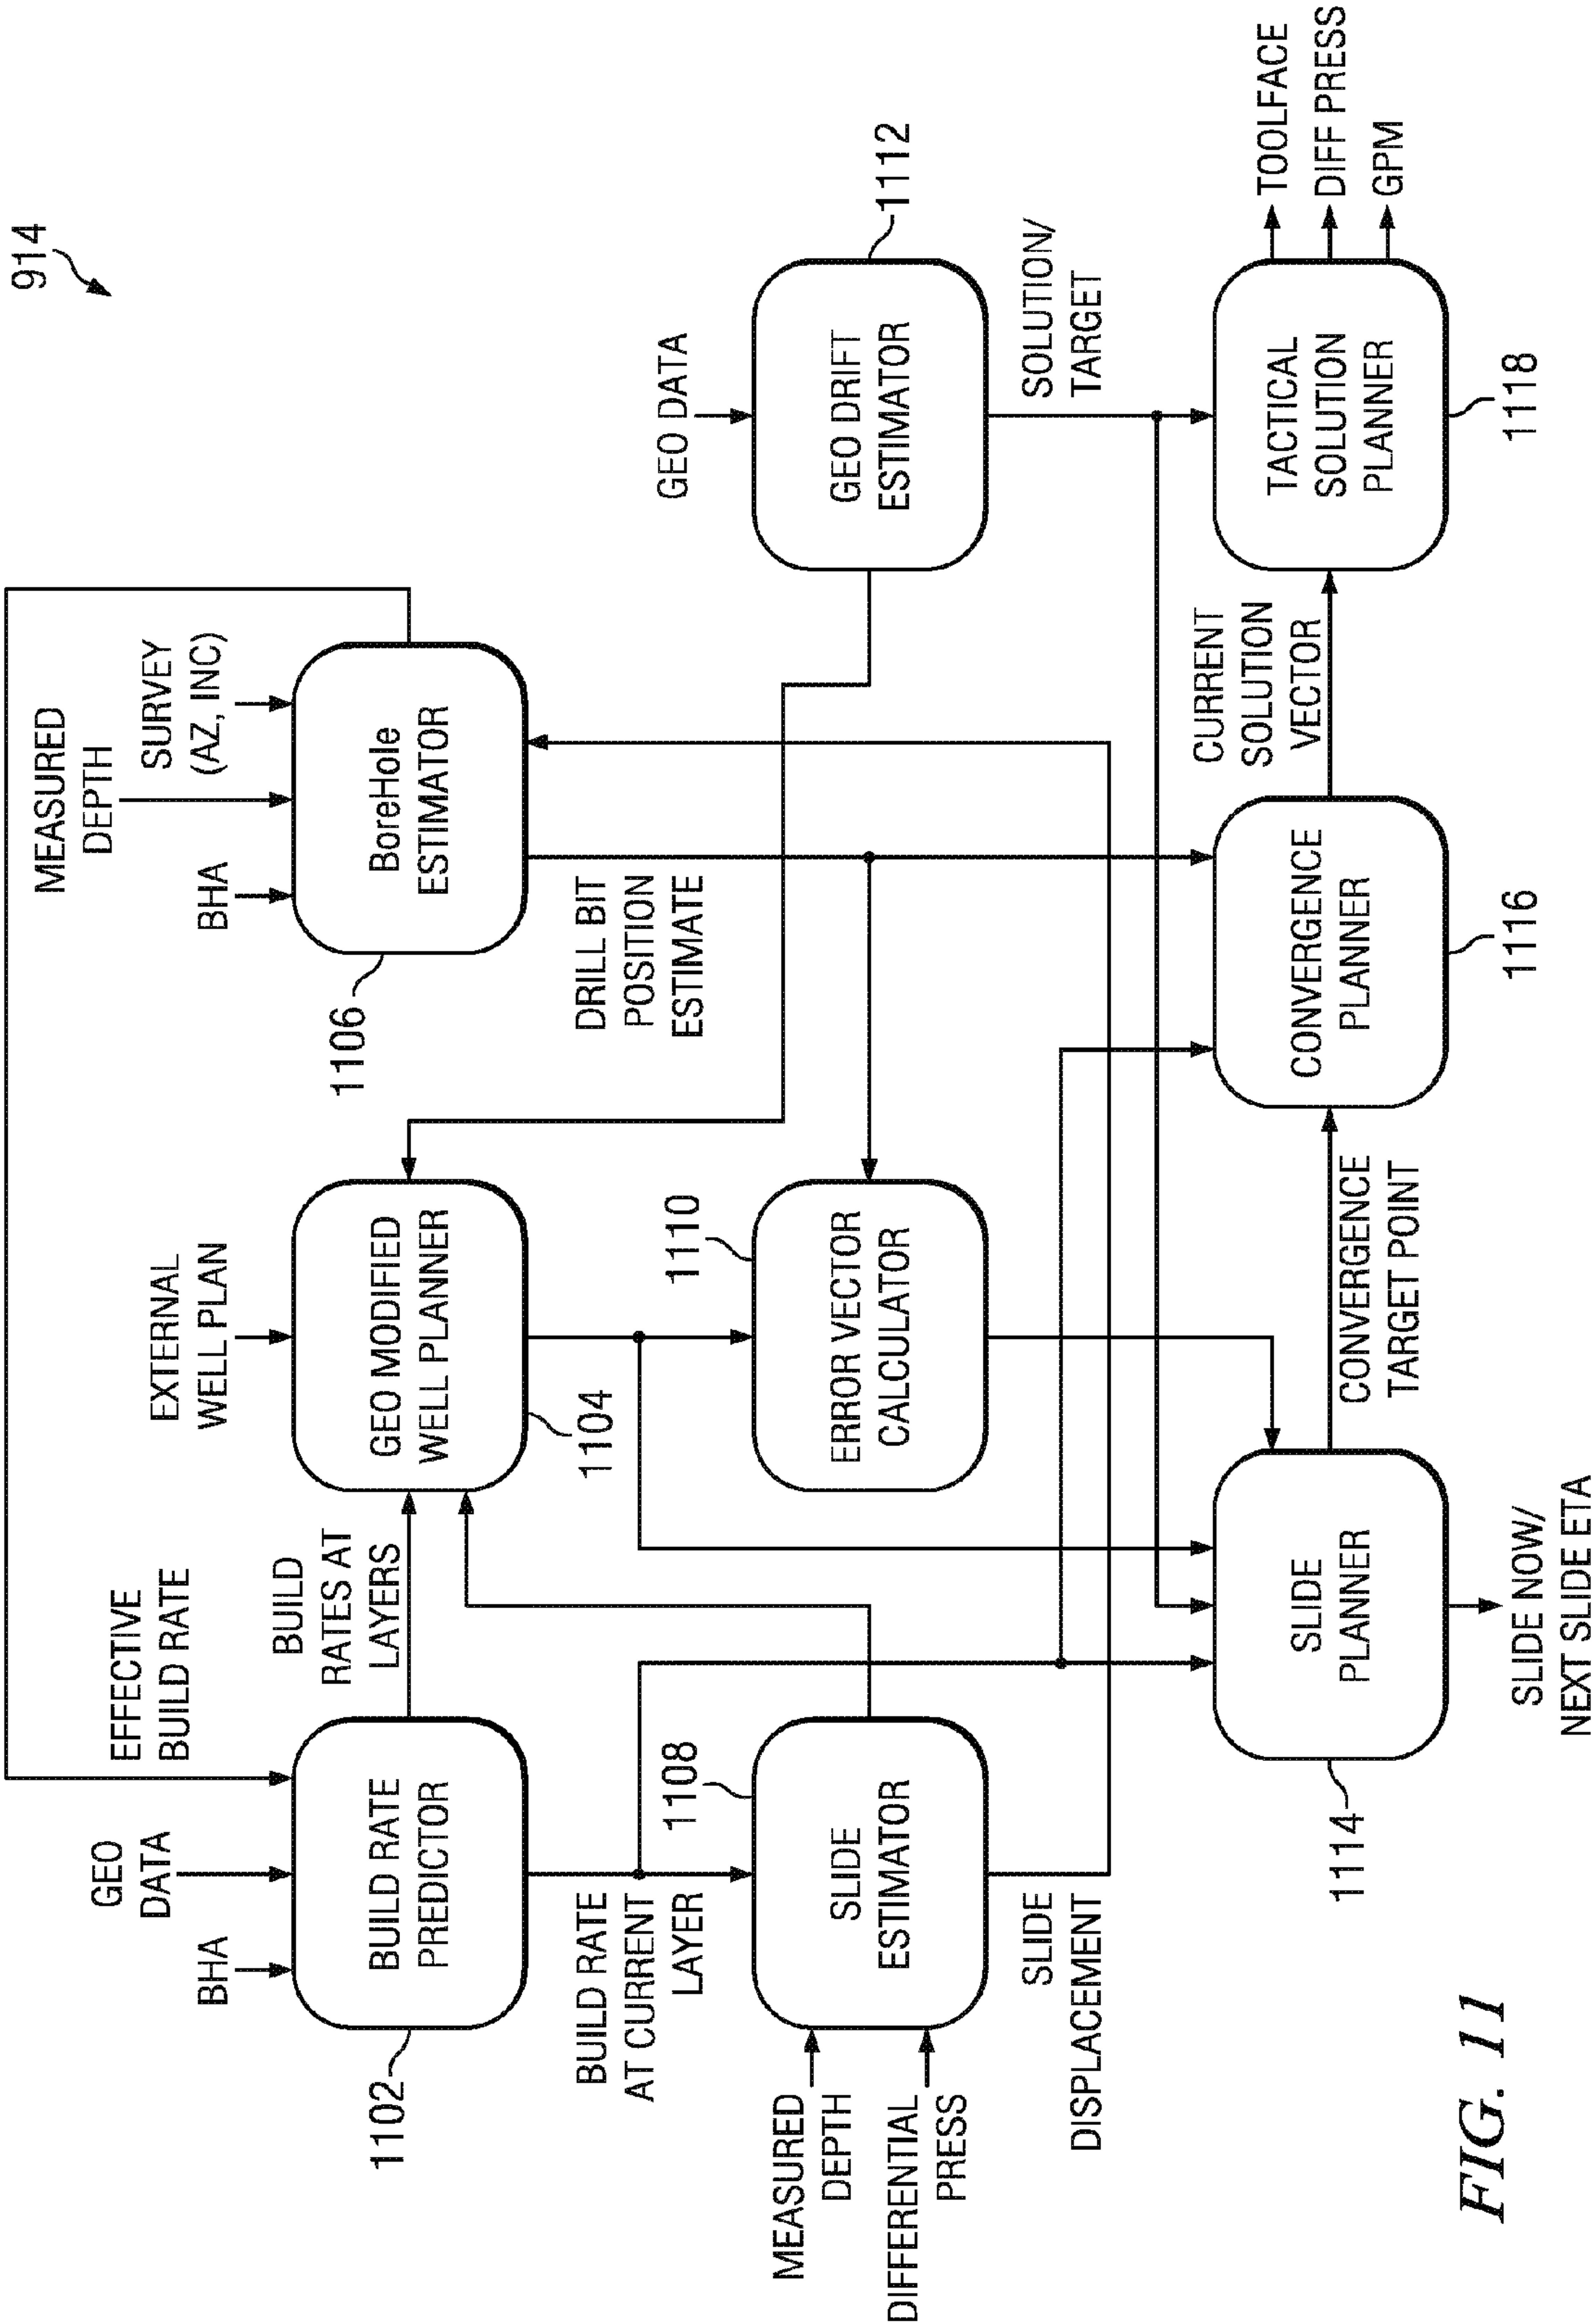 914
MEASURED
DEPTH
SURVEY
(AZ, INC)
BHA
EXTERNAL
WELL PLAN
EFFECTIVE
BUILD RATE
GEO
DATA
BHA
BUILD RATE
PREDICTOR
1102
BUILD
RATES AT
LAYERS
GEO MODIFIED
WELL PLANNER
1104
BoreHole
ESTIMATOR
1106
BUILD RATE
AT CURRENT
LAYER
DRILL BIT
POSITION
ESTIMATE
GEO DATA
MEASURED
DEPTH
DIFFERENTIAL
PRESS
SLIDE
ESTIMATOR
1108
ERROR VECTOR
CALCULATOR
1110
GEO DRIFT
ESTIMATOR
1112
SLIDE
DISPLACEMENT
SOLUTION/
TARGET
SLIDE
PLANNER
1114
CONVERGENCE
TARGET POINT
CONVERGENCE
PLANNER
1116
CURRENT
SOLUTION
VECTOR
TACTICAL
SOLUTION
PLANNER
1118
TOOLFACE
DIFF PRESS
GPM
SLIDE NOW/
NEXT SLIDE ETA
FIG. 11